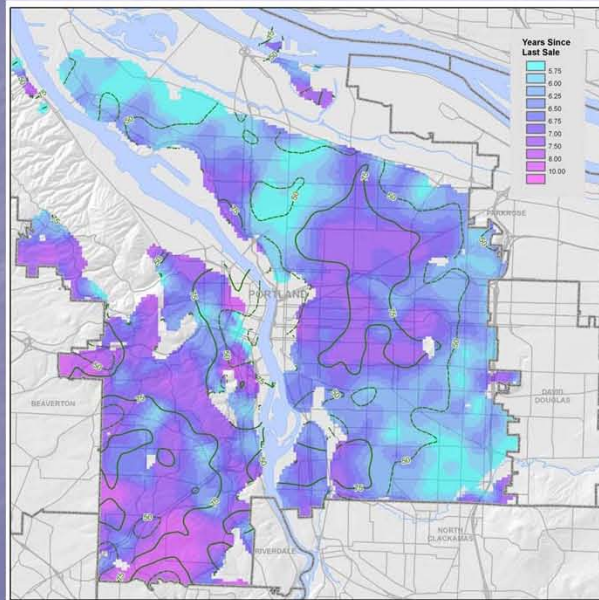 Years Since
Last Sale
5.75
6.00
6.25
6.50
6.75
7.00
7.50
8.00
10.00
PARKROSE
PORTLAND
BEAVERTON
DAVID
DOUGLAS
NORTH
CLACKAMAS
RIVERDALE